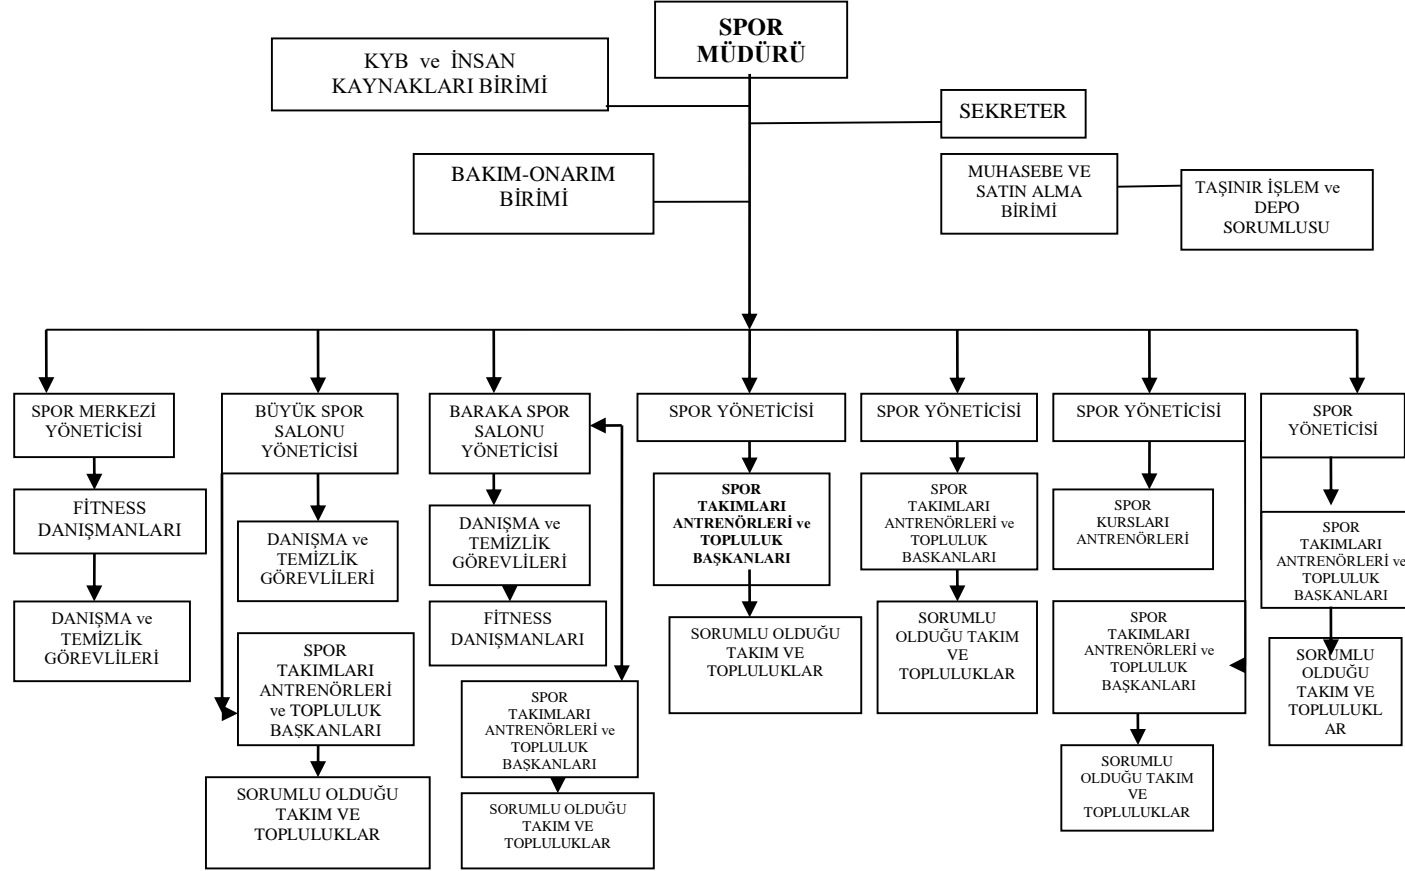 SPOR
MÜDÜRÜ
KYB ve İNSAN
KAYNAKLARI BİRİMİ
SEKRETER
BAKIM-ONARIM
BİRİMİ
MUHASEBE VE
SATIN ALMA
BİRİMİ
TAŞINIR İŞLEM ve
DEPO
SORUMLUSU
SPOR MERKEZİ
YÖNETİCİSİ
FİTNESS
DANIŞMANLARI
DANIŞMA ve
TEMİZLİK
GÖREVLİLERİ
BÜYÜK SPOR
SALONU
YÖNETİCİSİ
DANIŞMA ve
TEMİZLİK
GÖREVLİLERİ
SPOR
TAKIMLARI
ANTRENÖRLERİ
ve TOPLULUK
BAŞKANLARI
SORUMLU OLDUĞU
TAKIM VE
TOPLULUKLAR
BARAKA SPOR
SALONU
YÖNETİCİSİ
DANIŞMA ve
TEMİZLİK
GÖREVLİLERİ
FİTNESS
DANIŞMANLARI
SPOR
TAKIMLARI
ANTRENÖRLERİ ve
TOPLULUK
BAŞKANLARI
SORUMLU OLDUĞU
TAKIM VE
TOPLULUKLAR
SPOR YÖNETİCİSİ
SPOR
TAKIMLARI
ANTRENÖRLERİ ve
TOPLULUK
BAŞKANLARI
SORUMLU OLDUĞU
TAKIM VE
TOPLULUKLAR
SPOR YÖNETİCİSİ
SPOR
TAKIMLARI
ANTRENÖRLERİ ve
TOPLULUK
BASKANLARI
SORUMLU
OLDUĞU TAKIM
VE
TOPLULUKLAR
SPOR YÖNETİCİSİ
SPOR
KURSLARI
ANTRENÖRLERİ
SPOR
TAKIMLARI
ANTRENÖRLERİ ve
TOPLULUK
BAŞKANLARI
SORUMLU
OLDUĞU TAKIM
VE
TOPLULUKLAR
SPOR
YÖNETİCİSİ
SPOR
TAKIMLARI
ANTRENÖRLERİ ve
TOPLULUK
BASKANLARI
SORUMLU
OLDUĞU
TAKIM VE
TOPLULUKL
AR